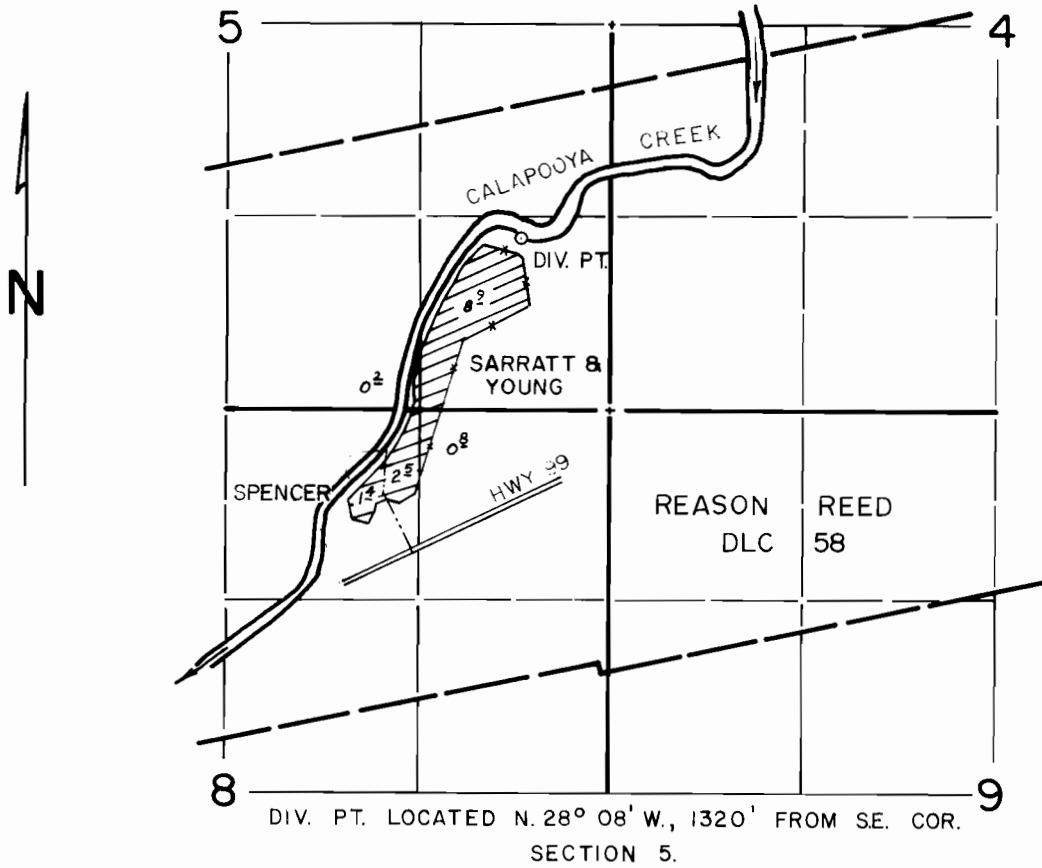 5
4
CALAPOOYA CREEK
N
DIV. PT.
8 9
SARRATT &
YOUNG
0 2
0 8
SPENCER
1 4
2 5
HWY 99
REASON REED
DLC 58
8
9
DIV. PT. LOCATED N. 28° 08' W., 1320' FROM S.E. COR.
SECTION 5.